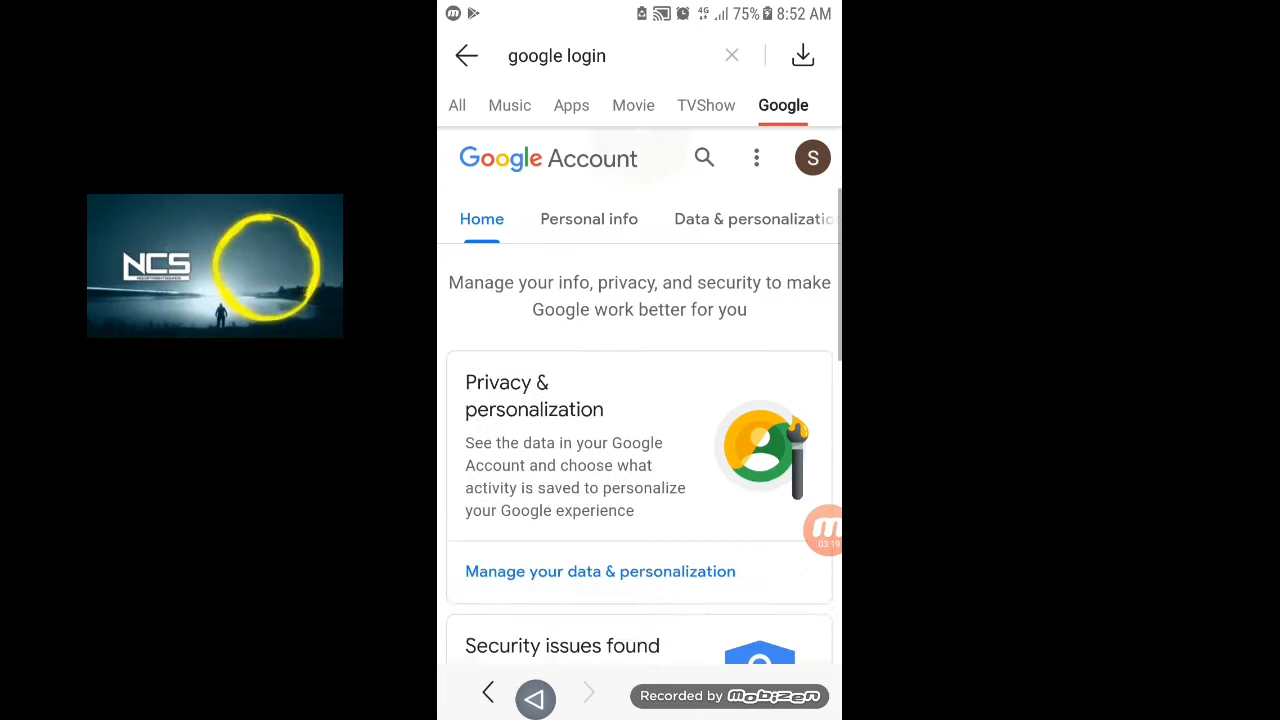 75% 8:52 AM
google login
All Music Apps Movie TVShow Google
Google Account S
Home Personal info Data & personalizatio
Manage your info, privacy, and security to make
Google work better for you
Privacy &
personalization
See the data in your Google
Account and choose what
activity is saved to personalize
your Google experience
Manage your data & personalization
Security issues found
03:19
Recorded by mobizen
NCS